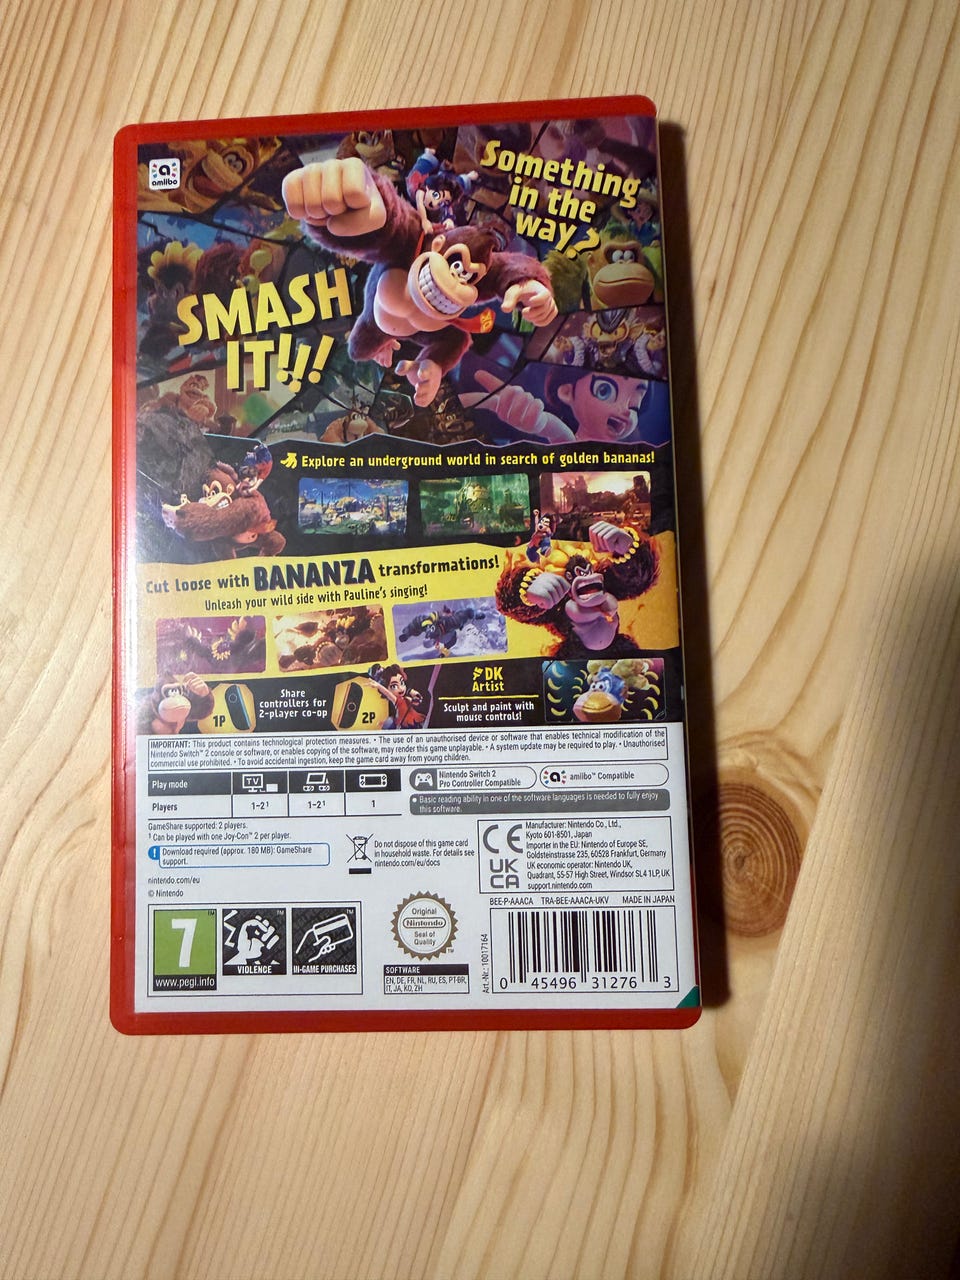 amiibo
Something
in the
way?
SMASH
IT!!!
Explore an underground world in search of golden bananas!
Cut loose with BANANZA transformations!
Unleash your wild side with Pauline's singing!
1P
Share
controllers for
2-player co-op
2P
DK
Artist
Sculpt and paint with
mouse controls!
IMPORTANT: This product contains technological protection measures. • The use of an unauthorised device or software that enables technical modification of the
Nintendo Switch™ 2 console or software, or enables copying of the software, may render this game unplayable. • A system update may be required to play. • Unauthorised
commercial use prohibited. • To avoid accidental ingestion, keep the game card away from young children.
Play mode
TV
Players
1-2¹
1-2¹
1
Nintendo Switch 2
Pro Controller Compatible
amiibo™ Compatible
• Basic reading ability in one of the software languages is needed to fully enjoy
this software.
GameShare supported: 2 players.
¹ Can be played with one Joy-Con™ 2 per player.
! Download required (approx. 180 MB): GameShare
support.
nintendo.com/eu
© Nintendo
Do not dispose of this game card
in household waste. For details see
nintendo.com/eu/docs
CE
UK
CA
Manufacturer: Nintendo Co., Ltd.,
Kyoto 601-8501, Japan
Importer in the EU: Nintendo of Europe SE,
Goldsteinstrasse 235, 60528 Frankfurt, Germany
UK economic operator: Nintendo UK,
Quadrant, 55-57 High Street, Windsor SL4 1LP, UK
support.nintendo.com
BEE-P-AAACA TRA-BEE-AAACA-UKV MADE IN JAPAN
7
www.pegi.info
VIOLENCE
IN-GAME PURCHASES
Original
Nintendo
Seal of
Quality
SOFTWARE
EN, DE, FR, NL, RU, ES, PT-BR,
IT, JA, KO, ZH
Art.-Nr.: 10017164
0 45496 31276 3